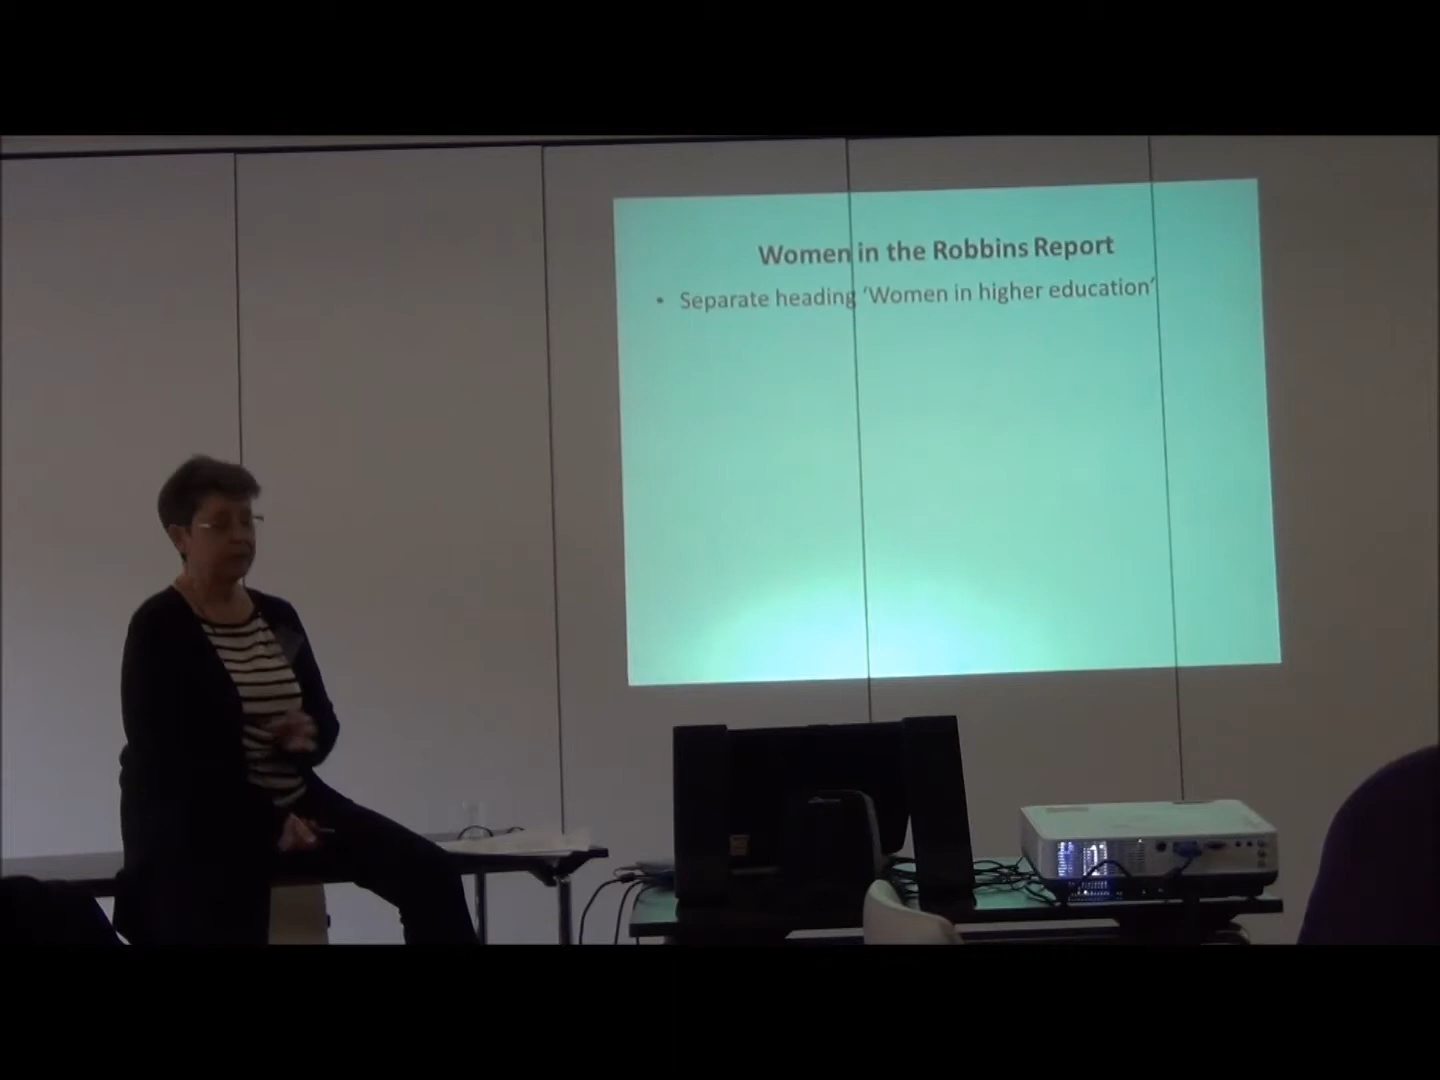 Women in the Robbins Report
• Separate heading ‘Women in higher education’